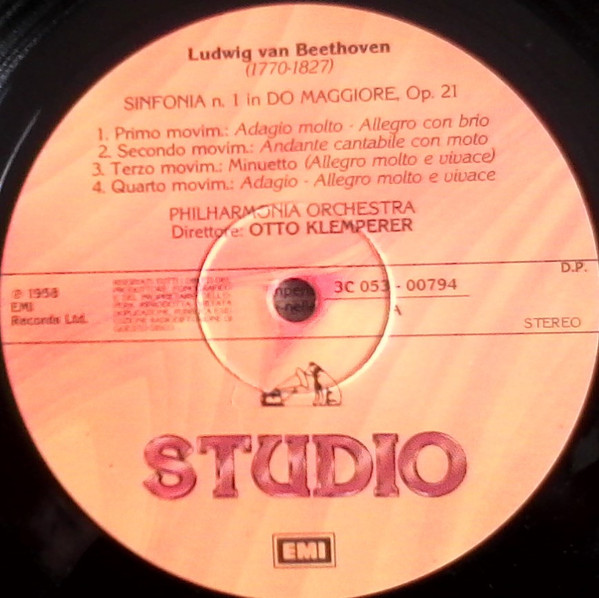 Ludwig van Beethoven
(1770-1827)
SINFONIA n. 1 in DO MAGGIORE, Op. 21
1. Primo movim.: Adagio molto - Allegro con brio
2. Secondo movim.: Andante cantabile con moto
3. Terzo movim.: Minuetto (Allegro molto e vivace)
4. Quarto movim.: Adagio - Allegro molto e vivace
PHILHARMONIA ORCHESTRA
Direttore: OTTO KLEMPERER
D.P.
℗ 1958
EMI
Records Ltd.
3C 053 - 00794
A
STEREO
STUDIO
EMI